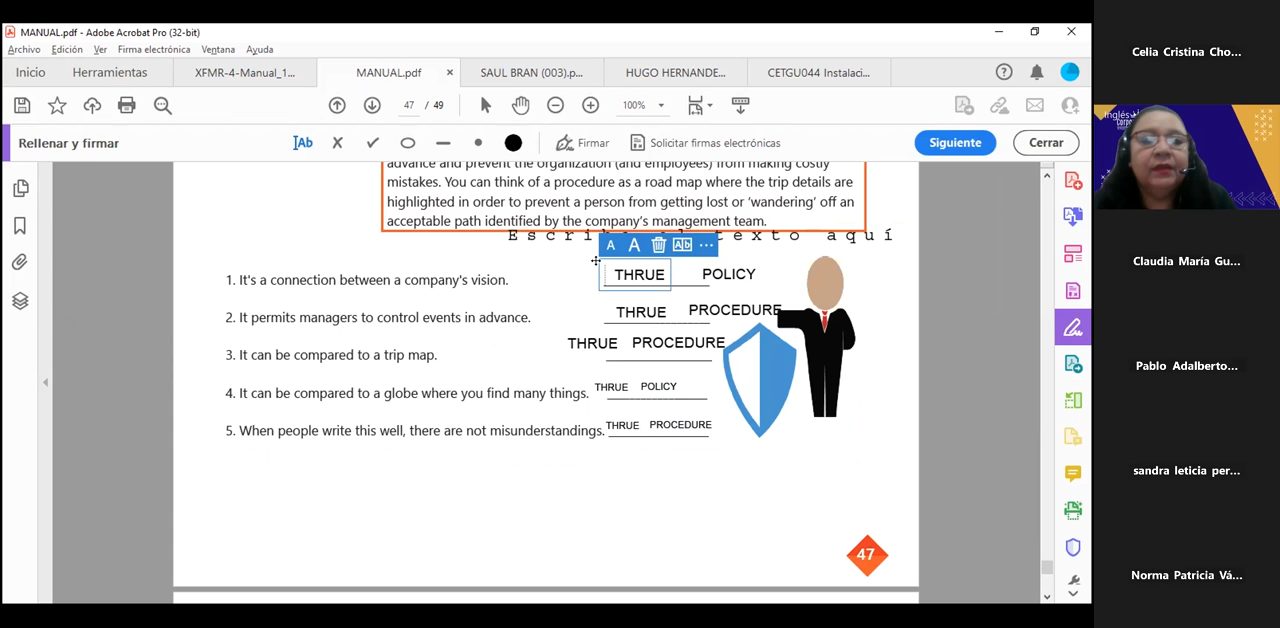 MANUAL.pdf - Adobe Acrobat Pro (32-bit)
Archivo Edición Ver Firma electrónica Ventana Ayuda
Inicio Herramientas XFMR-4-Manual_1... MANUAL.pdf × SAUL BRAN (003).p... HUGO HERNANDE... CETGU044 Instalaci...
47 / 49 100%
Rellenar y firmar Ab Firmar Solicitar firmas electrónicas Siguiente Cerrar
advance and prevent the organization (and employees) from making costly
mistakes. You can think of a procedure as a road map where the trip details are
highlighted in order to prevent a person from getting lost or ‘wandering’ off an
acceptable path identified by the company’s management team.
texto aquí
A A Ab ...
1. It's a connection between a company's vision. THRUE POLICY
2. It permits managers to control events in advance. THRUE PROCEDURE
3. It can be compared to a trip map. THRUE PROCEDURE
4. It can be compared to a globe where you find many things. THRUE POLICY
5. When people write this well, there are not misunderstandings. THRUE PROCEDURE
47
Celia Cristina Cho...
Inglés
Corpo
Claudia María Gu...
Pablo Adalberto...
sandra leticia per...
Norma Patricia Vá...